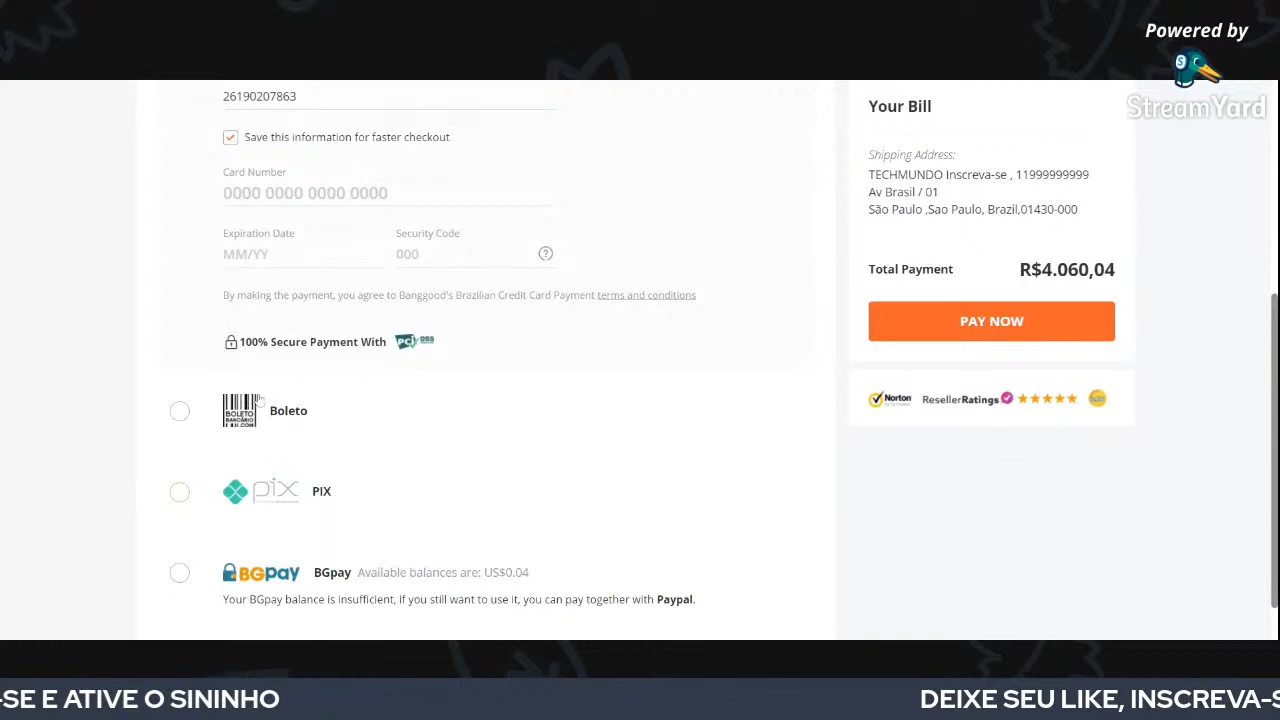 Powered by
StreamYard
26190207863
Save this information for faster checkout
Card Number
0000 0000 0000 0000
Expiration Date
Security Code
MM/YY
000
By making the payment, you agree to Banggood's Brazilian Credit Card Payment terms and conditions
100% Secure Payment With
PCI DSS
BOLETO
BANCÁRIO
Boleto
pix
PIX
BGpay
BGpay Available balances are: US$0.04
Your BGpay balance is insufficient, if you still want to use it, you can pay together with Paypal.
Your Bill
Shipping Address:
TECHMUNDO Inscreva-se , 11999999999
Av Brasil / 01
São Paulo ,Sao Paulo, Brazil,01430-000
Total Payment
R$4.060,04
PAY NOW
Norton
ResellerRatings
-SE E ATIVE O SININHO
DEIXE SEU LIKE, INSCREVA-S